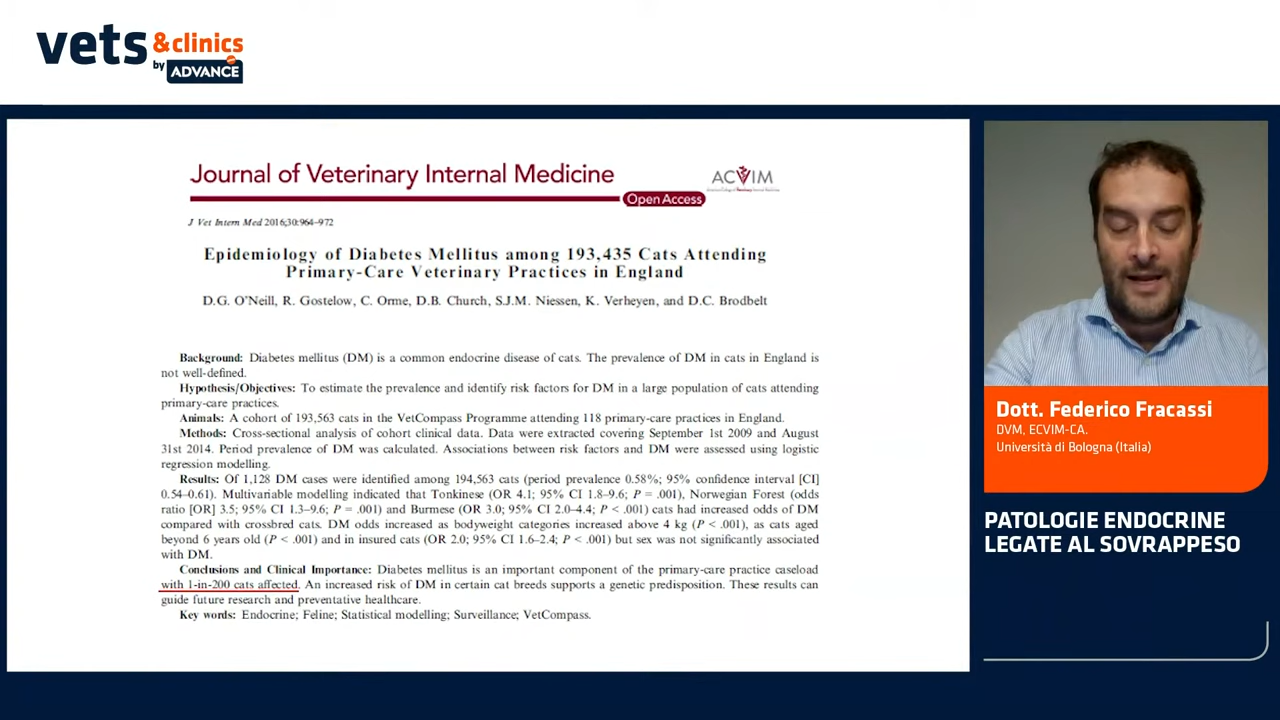 vets &clinics
by ADVANCE
Journal of Veterinary Internal Medicine
Open Access
ACVIM
J Vet Intern Med 2016;30:964–972
Epidemiology of Diabetes Mellitus among 193,435 Cats Attending
Primary-Care Veterinary Practices in England
D.G. O'Neill, R. Gostelow, C. Orme, D.B. Church, S.J.M. Niessen, K. Verheyen, and D.C. Brodbelt
Background: Diabetes mellitus (DM) is a common endocrine disease of cats. The prevalence of DM in cats in England is
not well-defined.
Hypothesis/Objectives: To estimate the prevalence and identify risk factors for DM in a large population of cats attending
primary-care practices.
Animals: A cohort of 193,563 cats in the VetCompass Programme attending 118 primary-care practices in England.
Methods: Cross-sectional analysis of cohort clinical data. Data were extracted covering September 1st 2009 and August
31st 2014. Period prevalence of DM was calculated. Associations between risk factors and DM were assessed using logistic
regression modelling.
Results: Of 1,128 DM cases were identified among 194,563 cats (period prevalence 0.58%; 95% confidence interval [CI]
0.54–0.61). Multivariable modelling indicated that Tonkinese (OR 4.1; 95% CI 1.8–9.6; P = .001), Norwegian Forest (odds
ratio [OR] 3.5; 95% CI 1.3–9.6; P = .001) and Burmese (OR 3.0; 95% CI 2.0–4.4; P < .001) cats had increased odds of DM
compared with crossbred cats. DM odds increased as bodyweight categories increased above 4 kg (P < .001), as cats aged
beyond 6 years old (P < .001) and in insured cats (OR 2.0; 95% CI 1.6–2.4; P < .001) but sex was not significantly associated
with DM.
Conclusions and Clinical Importance: Diabetes mellitus is an important component of the primary-care practice caseload
with 1-in-200 cats affected. An increased risk of DM in certain cat breeds supports a genetic predisposition. These results can
guide future research and preventative healthcare.
Key words: Endocrine; Feline; Statistical modelling; Surveillance; VetCompass.
Dott. Federico Fracassi
DVM, ECVIM-CA.
Università di Bologna (Italia)
PATOLOGIE ENDOCRINE
LEGATE AL SOVRAPPESO